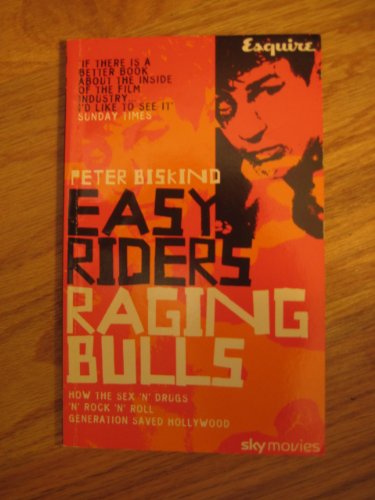 Esquire
'IF THERE IS A
BETTER BOOK
ABOUT THE INSIDE
OF THE FILM
INDUSTRY...
I'D LIKE TO SEE IT'
SUNDAY TIMES
PETER BISKIND
EASY
RIDERS
RAGING
BULLS
HOW THE SEX 'N' DRUGS
'N' ROCK 'N' ROLL
GENERATION SAVED HOLLYWOOD
sky movies